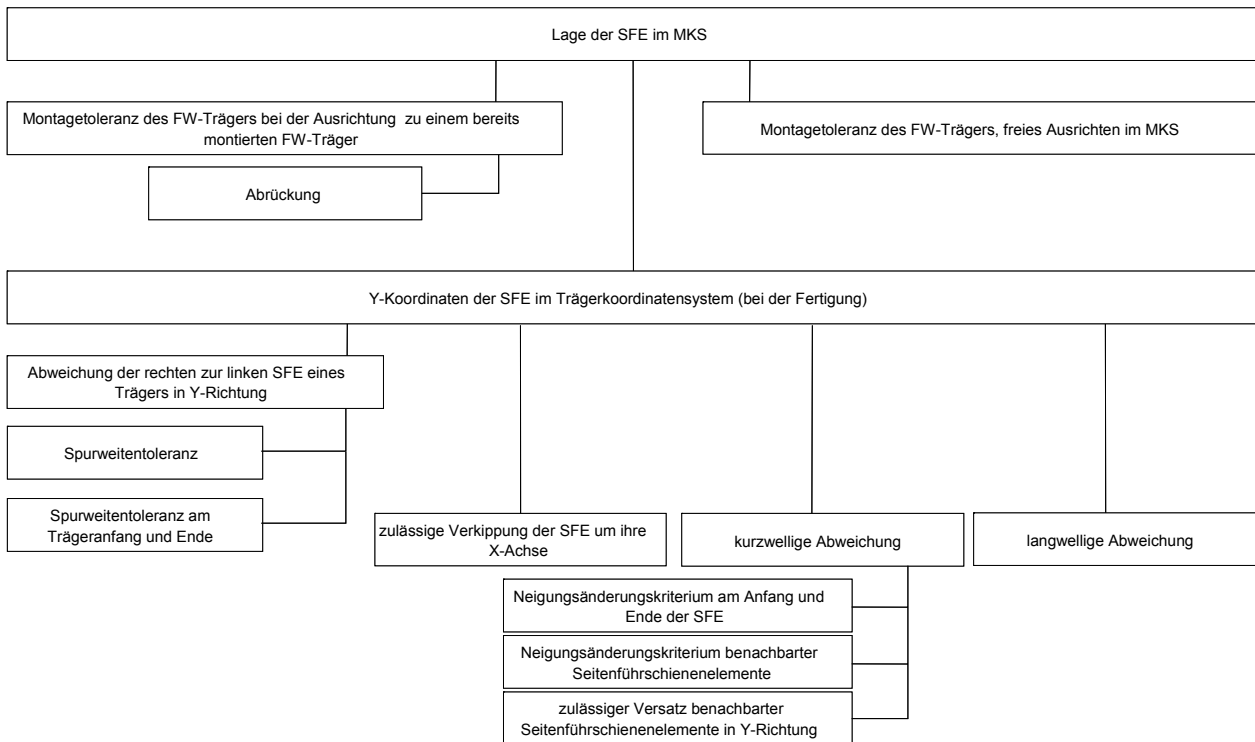 Lage der SFE im MKS
Montagetoleranz des FW-Trägers bei der Ausrichtung zu einem bereits
montierten FW-Träger
Montagetoleranz des FW-Trägers, freies Ausrichten im MKS
Abrückung
Y-Koordinaten der SFE im Trägerkoordinatensystem (bei der Fertigung)
Abweichung der rechten zur linken SFE eines
Trägers in Y-Richtung
Spurweitentoleranz
Spurweitentoleranz am
Trägeranfang und Ende
zulässige Verkippung der SFE um ihre
X-Achse
kurzwellige Abweichung
langwellige Abweichung
Neigungsänderungskriterium am Anfang und
Ende der SFE
Neigungsänderungskriterium benachbarter
Seitenführschienenelemente
zulässiger Versatz benachbarter
Seitenführschienenelemente in Y-Richtung